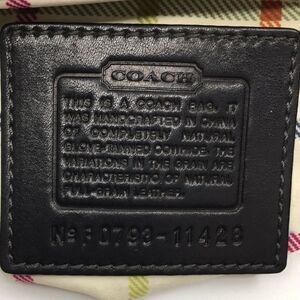 COACH
THIS IS A COACH BAG. IT
WAS HANDCRAFTED IN CHINA
OF COMPLETELY NATURAL
GLOVE-TANNED COWHIDE. THE
VARIATIONS IN THE GRAIN ARE
CHARACTERISTIC OF NATURAL
FULL-GRAIN LEATHER.
NO F0793-11429